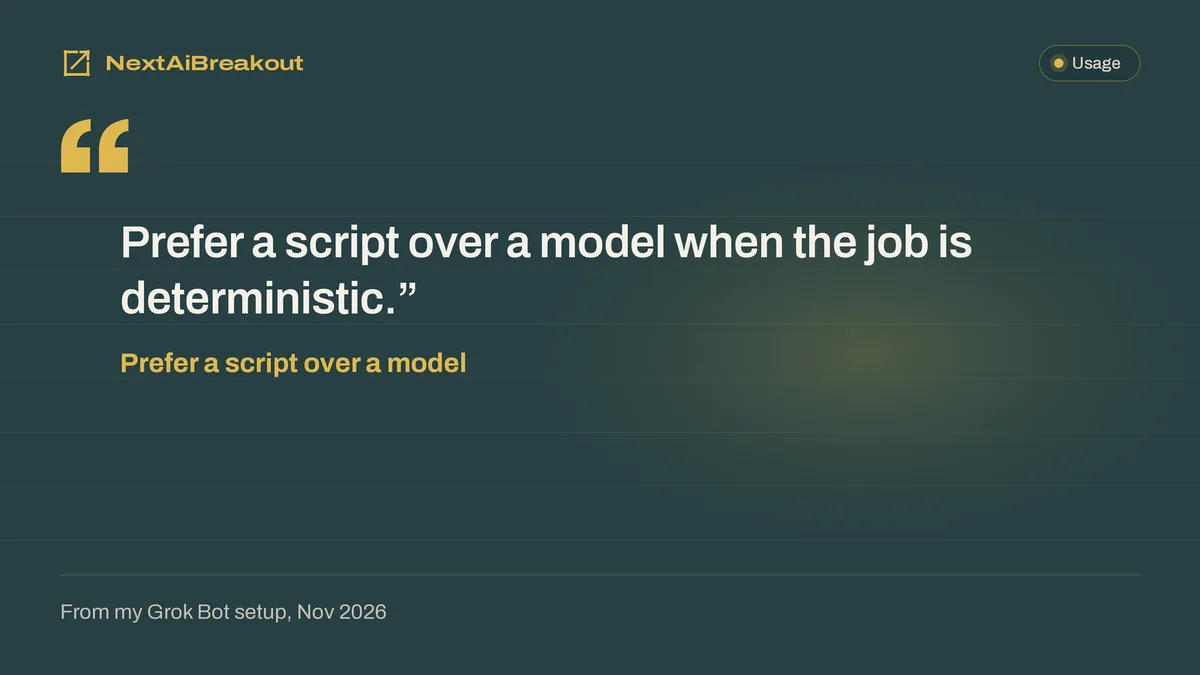 NextAiBreakout
Usage
“
Prefer a script over a model when the job is
deterministic.”
Prefer a script over a model
From my Grok Bot setup, Nov 2026